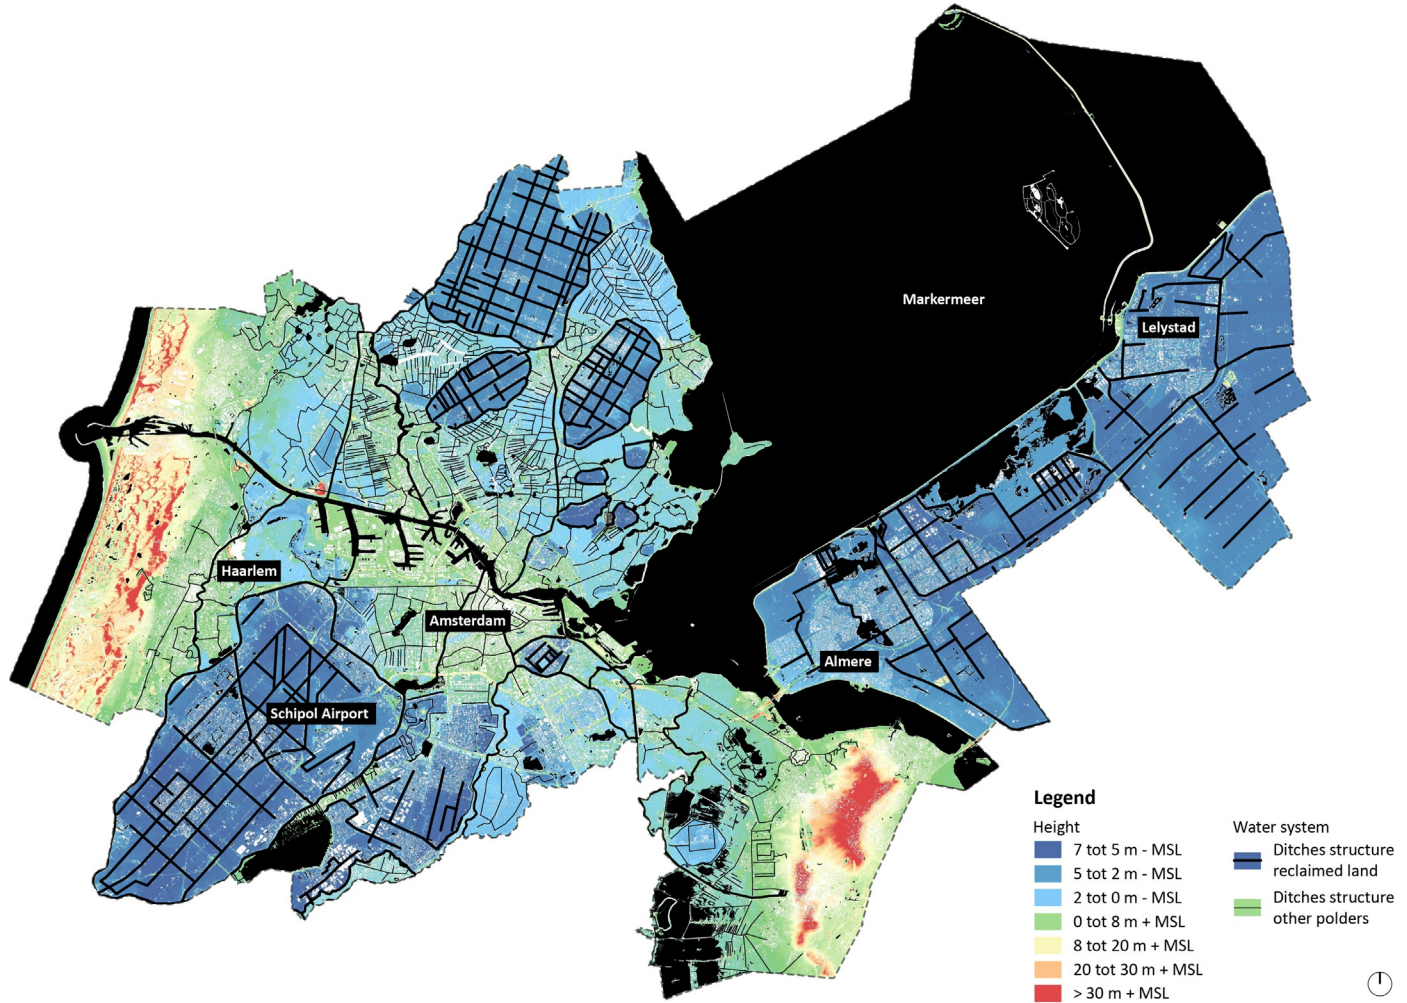 Markermeer
Lelystad
Haarlem
Amsterdam
Almere
Schipol Airport
Legend
Height
7 tot 5 m - MSL
5 tot 2 m - MSL
2 tot 0 m - MSL
0 tot 8 m + MSL
8 tot 20 m + MSL
20 tot 30 m + MSL
> 30 m + MSL
Water system
Ditches structure
reclaimed land
Ditches structure
other polders